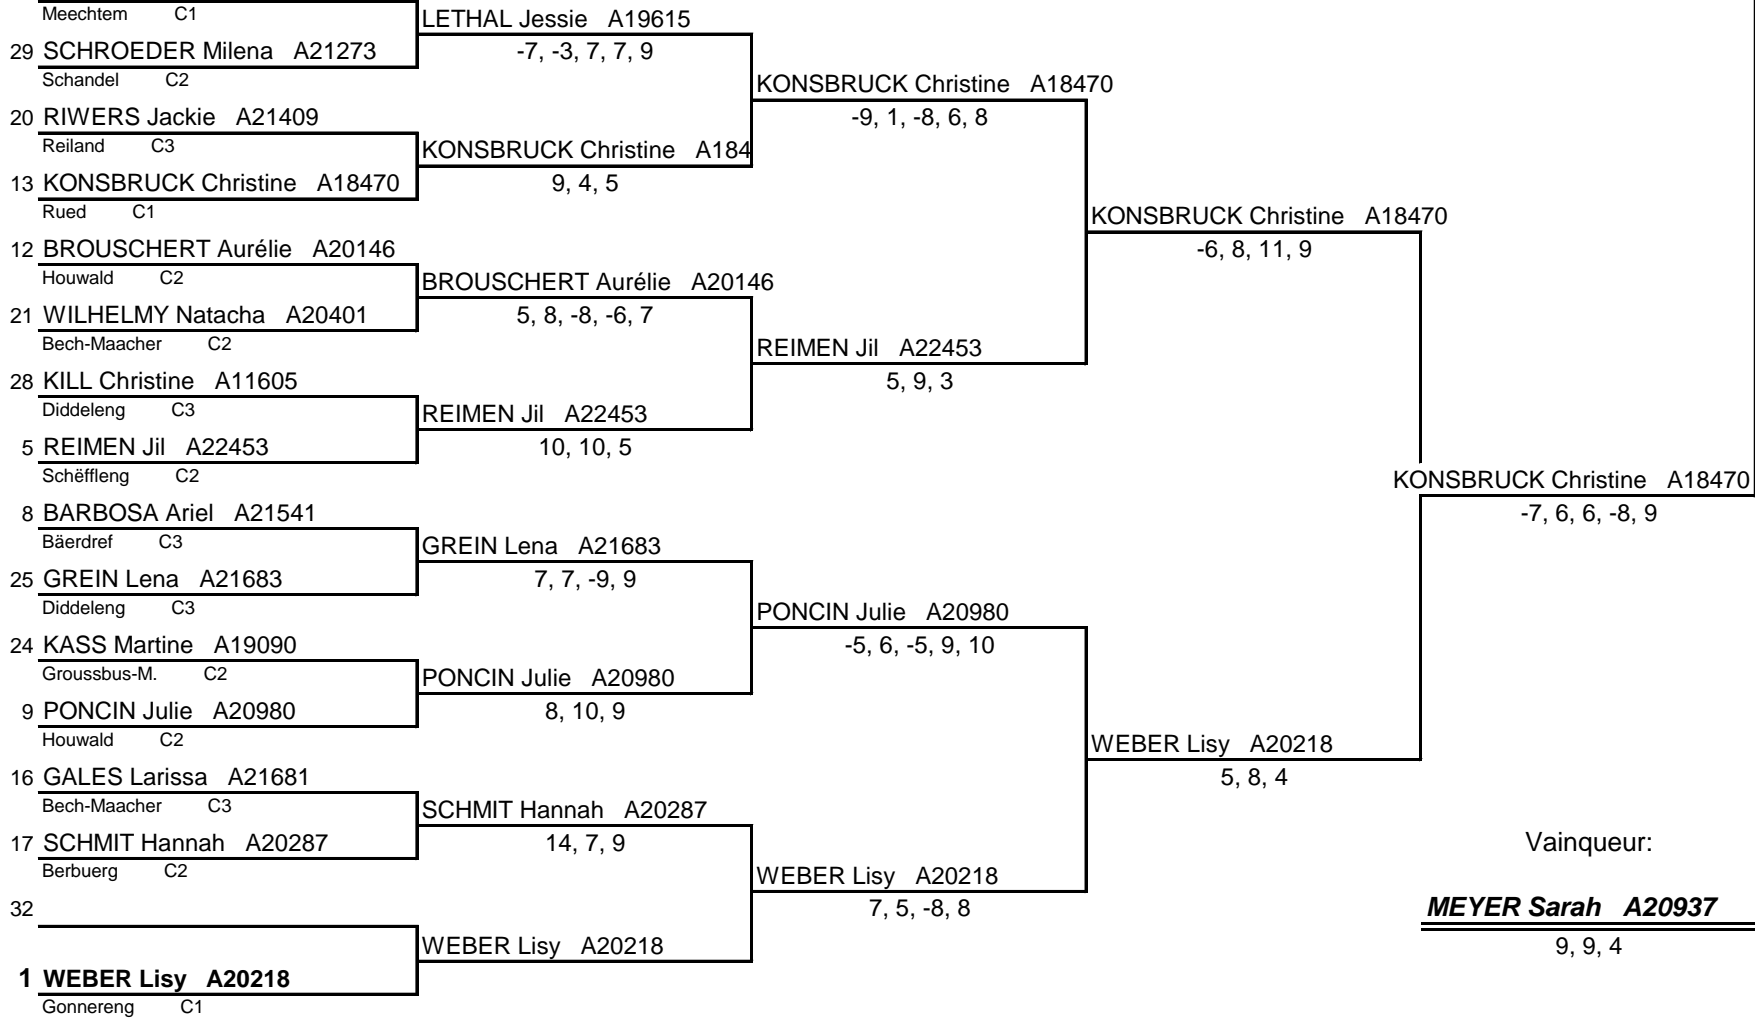 Meechtem C1
LETHAL Jessie A19615
29 SCHROEDER Milena A21273
-7, -3, 7, 7, 9
Schandel C2
KONSBRUCK Christine A18470
20 RIWERS Jackie A21409
-9, 1, -8, 6, 8
Reiland C3
KONSBRUCK Christine A184
13 KONSBRUCK Christine A18470
9, 4, 5
Rued C1
KONSBRUCK Christine A18470
12 BROUSCHERT Aurélie A20146
-6, 8, 11, 9
Houwald C2
BROUSCHERT Aurélie A20146
21 WILHELMY Natacha A20401
5, 8, -8, -6, 7
Bech-Maacher C2
REIMEN Jil A22453
28 KILL Christine A11605
5, 9, 3
Diddeleng C3
REIMEN Jil A22453
5 REIMEN Jil A22453
10, 10, 5
Schëffleng C2
KONSBRUCK Christine A18470
8 BARBOSA Ariel A21541
-7, 6, 6, -8, 9
Bäerdref C3
GREIN Lena A21683
25 GREIN Lena A21683
7, 7, -9, 9
Diddeleng C3
PONCIN Julie A20980
24 KASS Martine A19090
-5, 6, -5, 9, 10
Groussbus-M. C2
PONCIN Julie A20980
9 PONCIN Julie A20980
8, 10, 9
Houwald C2
WEBER Lisy A20218
16 GALES Larissa A21681
5, 8, 4
Bech-Maacher C3
SCHMIT Hannah A20287
17 SCHMIT Hannah A20287
14, 7, 9
Vainqueur:
Berbuerg C2
WEBER Lisy A20218
32
7, 5, -8, 8
MEYER Sarah A20937
WEBER Lisy A20218
9, 9, 4
1 WEBER Lisy A20218
Gonnereng C1